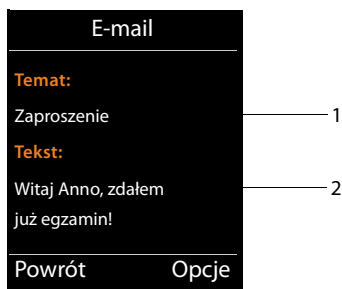 E-mail
Temat:
Zaproszenie
1
Tekst:
Witaj Anno, zdałem
2
już egzamin!
Powrót Opcje